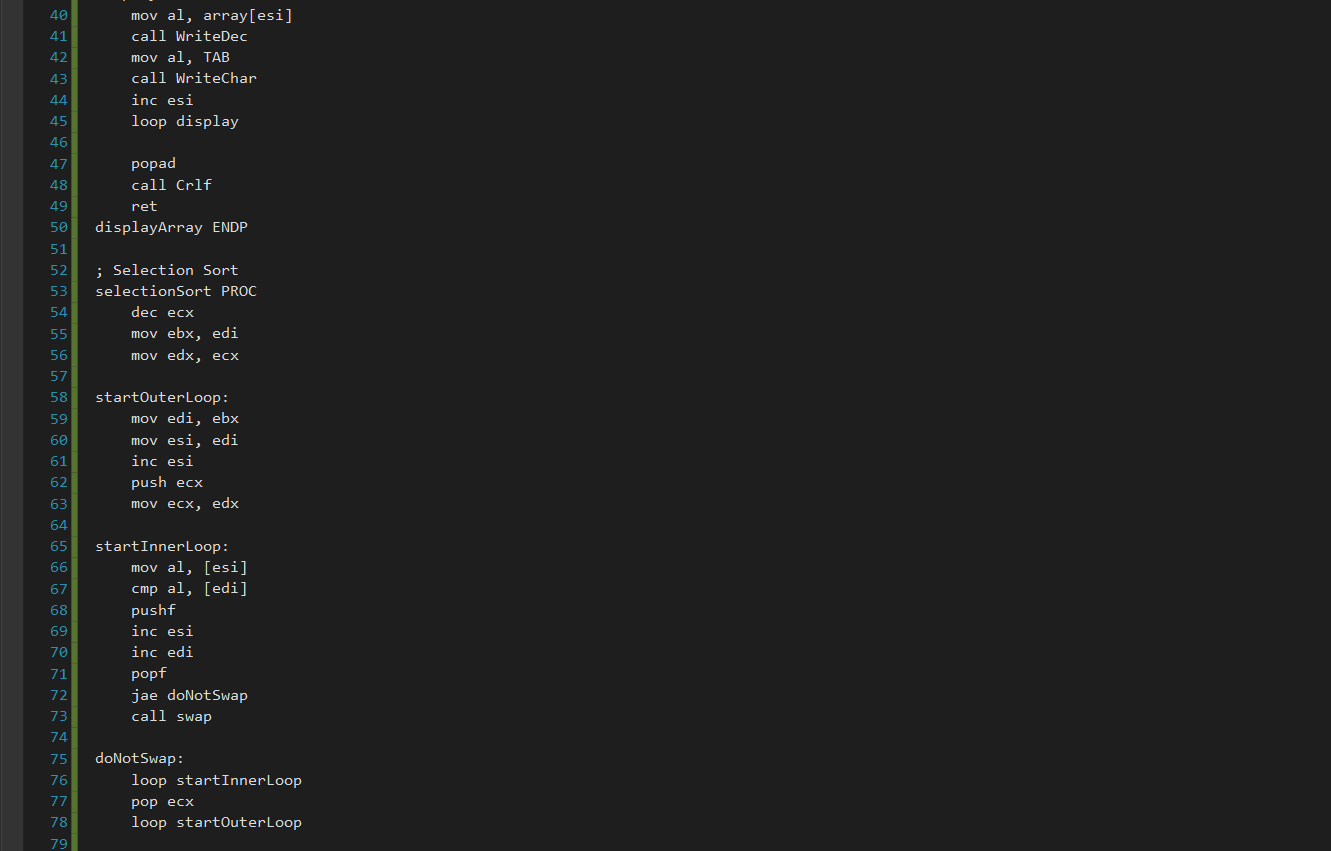 40 mov al, array[esi]
41 call WriteDec
42 mov al, TAB
43 call WriteChar
44 inc esi
45 loop display
46
47 popad
48 call Crlf
49 ret
50 displayArray ENDP
51
52 ; Selection Sort
53 selectionSort PROC
54 dec ecx
55 mov ebx, edi
56 mov edx, ecx
57
58 startOuterLoop:
59 mov edi, ebx
60 mov esi, edi
61 inc esi
62 push ecx
63 mov ecx, edx
64
65 startInnerLoop:
66 mov al, [esi]
67 cmp al, [edi]
68 pushf
69 inc esi
70 inc edi
71 popf
72 jae doNotSwap
73 call swap
74
75 doNotSwap:
76 loop startInnerLoop
77 pop ecx
78 loop startOuterLoop
79